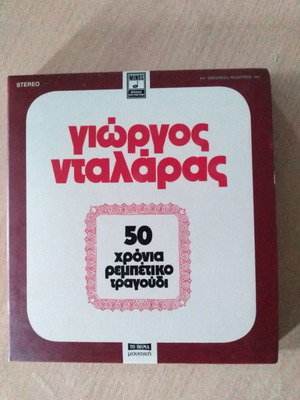 STEREO
MINOS
γιώργος
νταλάρας
50
χρόνια
ρεμπέτικο
τραγούδι
ΤΟ ΒΗΜΑ
μουσική